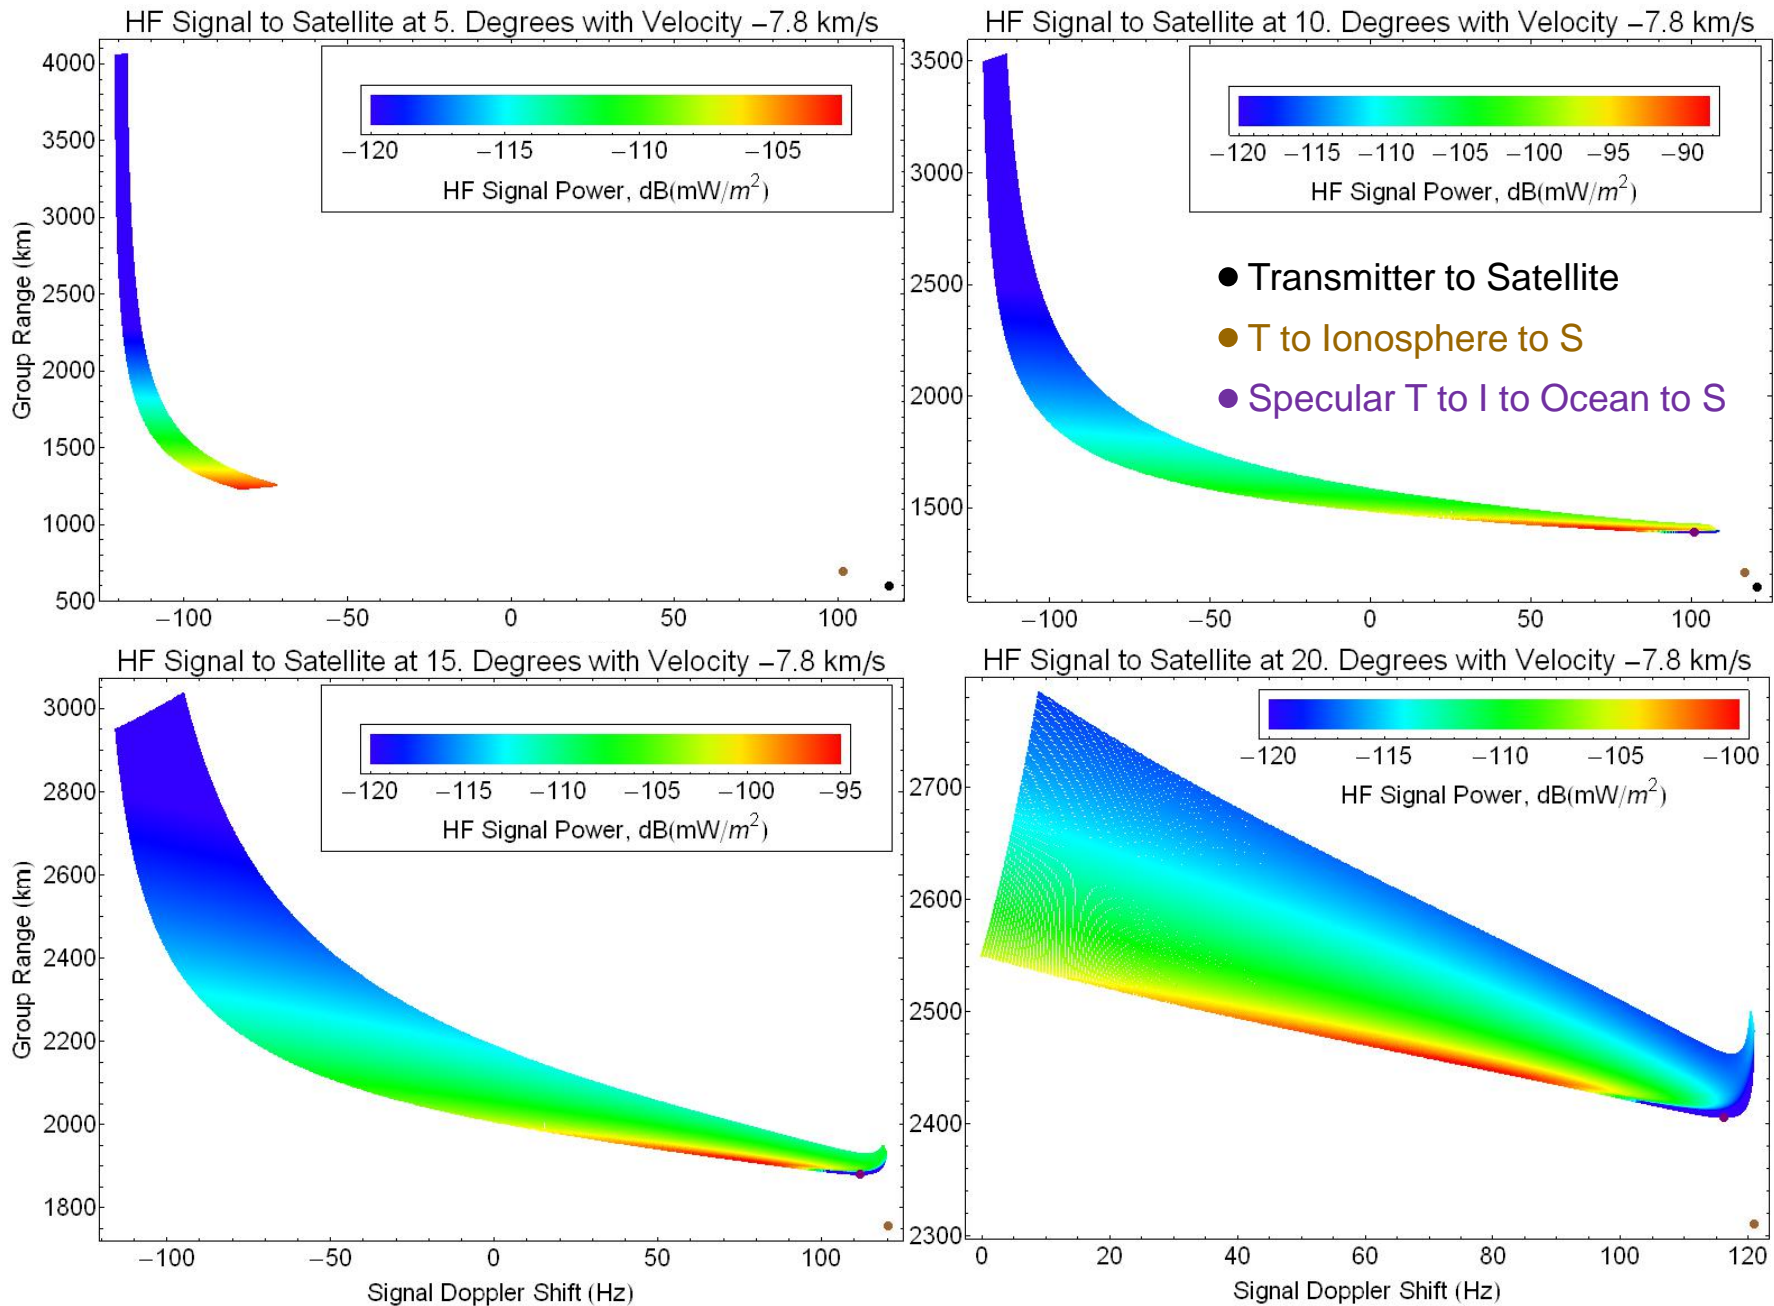 HF Signal to Satellite at 5. Degrees with Velocity −7.8 km/s
4000
3500
3000
2500
2000
1500
1000
500
Group Range (km)
−120 −115 −110 −105
HF Signal Power, dB(mW/m²)
−100 −50 0 50 100
HF Signal to Satellite at 10. Degrees with Velocity −7.8 km/s
3500
3000
2500
2000
1500
−120 −115 −110 −105 −100 −95 −90
HF Signal Power, dB(mW/m²)
Transmitter to Satellite
T to Ionosphere to S
Specular T to I to Ocean to S
−100 −50 0 50 100
HF Signal to Satellite at 15. Degrees with Velocity −7.8 km/s
3000
2800
2600
2400
2200
2000
1800
Group Range (km)
−120 −115 −110 −105 −100 −95
HF Signal Power, dB(mW/m²)
−100 −50 0 50 100
Signal Doppler Shift (Hz)
HF Signal to Satellite at 20. Degrees with Velocity −7.8 km/s
2700
2600
2500
2400
2300
−120 −115 −110 −105 −100
HF Signal Power, dB(mW/m²)
0 20 40 60 80 100 120
Signal Doppler Shift (Hz)